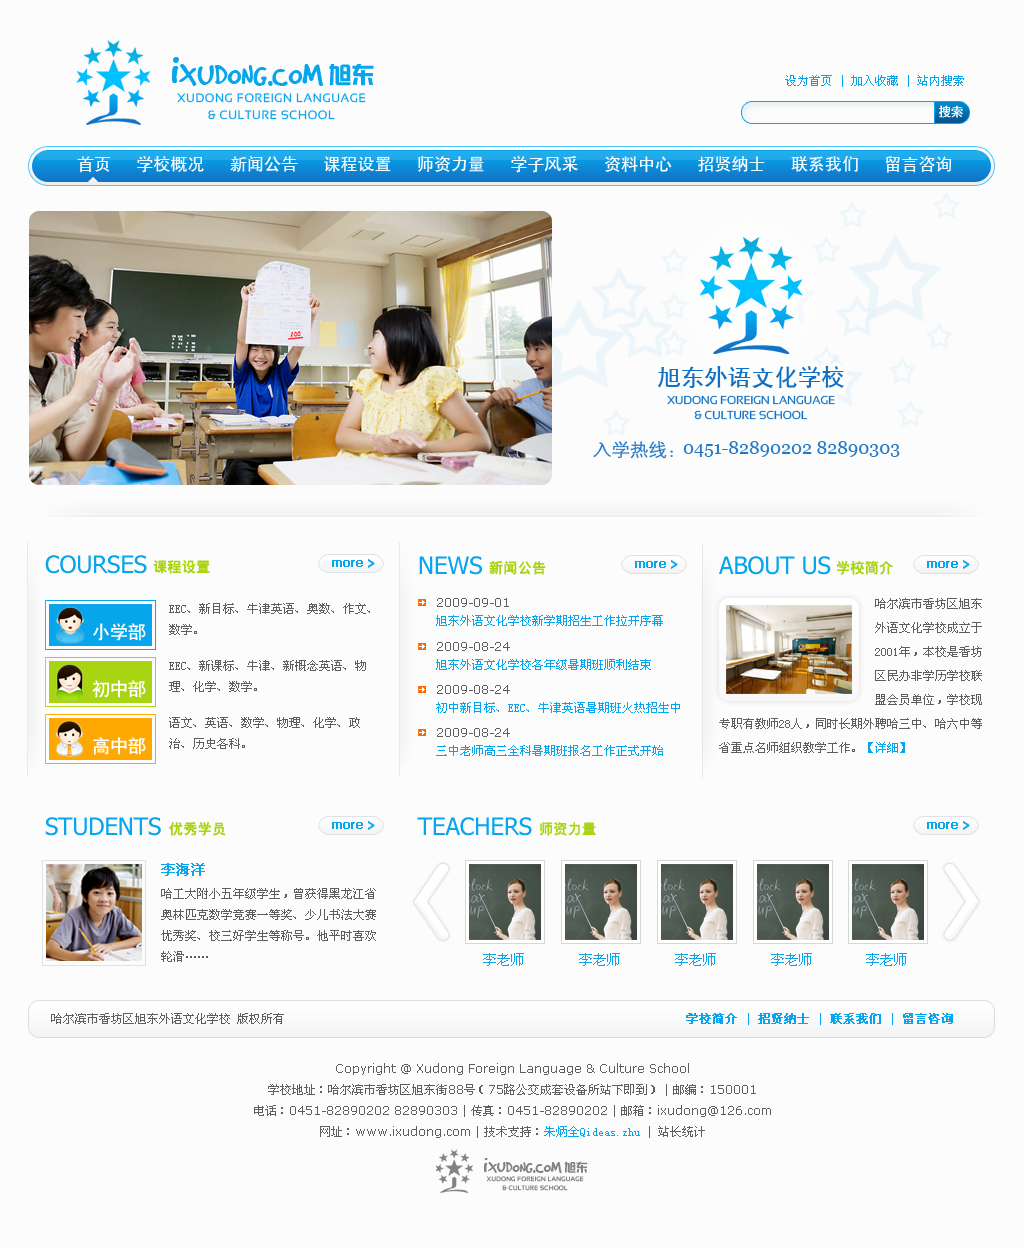 iXUDONG.COM 旭东
XUDONG FOREIGN LANGUAGE
& CULTURE SCHOOL
设为首页 | 加入收藏 | 站内搜索
搜索
首页 学校概况 新闻公告 课程设置 师资力量 学子风采 资料中心 招贤纳士 联系我们 留言咨询
100
旭东外语文化学校
XUDONG FOREIGN LANGUAGE
& CULTURE SCHOOL
入学热线：0451-82890202 82890303
COURSES 课程设置 more >
小学部
EEC、新目标、牛津英语、奥数、作文、
数学。
初中部
EEC、新课标、牛津、新概念英语、物
理、化学、数学。
高中部
语文、英语、数学、物理、化学、政
治、历史各科。
NEWS 新闻公告 more >
2009-09-01
旭东外语文化学校新学期招生工作拉开序幕
2009-08-24
旭东外语文化学校各年级暑期班顺利结束
2009-08-24
初中新目标、EEC、牛津英语暑期班火热招生中
2009-08-24
三中老师高三全科暑期班报名工作正式开始
ABOUT US 学校简介 more >
哈尔滨市香坊区旭东
外语文化学校成立于
2001年，本校是香坊
区民办非学历学校联
盟会员单位，学校现
专职有教师28人，同时长期外聘哈三中、哈六中等
省重点名师组织教学工作。【详细】
STUDENTS 优秀学员 more >
李海洋
哈工大附小五年级学生，曾获得黑龙江省
奥林匹克数学竞赛一等奖、少儿书法大赛
优秀奖、校三好学生等称号。他平时喜欢
轮滑……
TEACHERS 师资力量 more >
李老师 李老师 李老师 李老师 李老师
哈尔滨市香坊区旭东外语文化学校 版权所有
学校简介 | 招贤纳士 | 联系我们 | 留言咨询
Copyright @ Xudong Foreign Language & Culture School
学校地址：哈尔滨市香坊区旭东街88号（75路公交成套设备所站下即到） | 邮编：150001
电话：0451-82890202 82890303 | 传真：0451-82890202 | 邮箱：ixudong@126.com
网址：www.ixudong.com | 技术支持：朱炳全Qideas.zhu | 站长统计
iXUDONG.COM 旭东
XUDONG FOREIGN LANGUAGE
& CULTURE SCHOOL